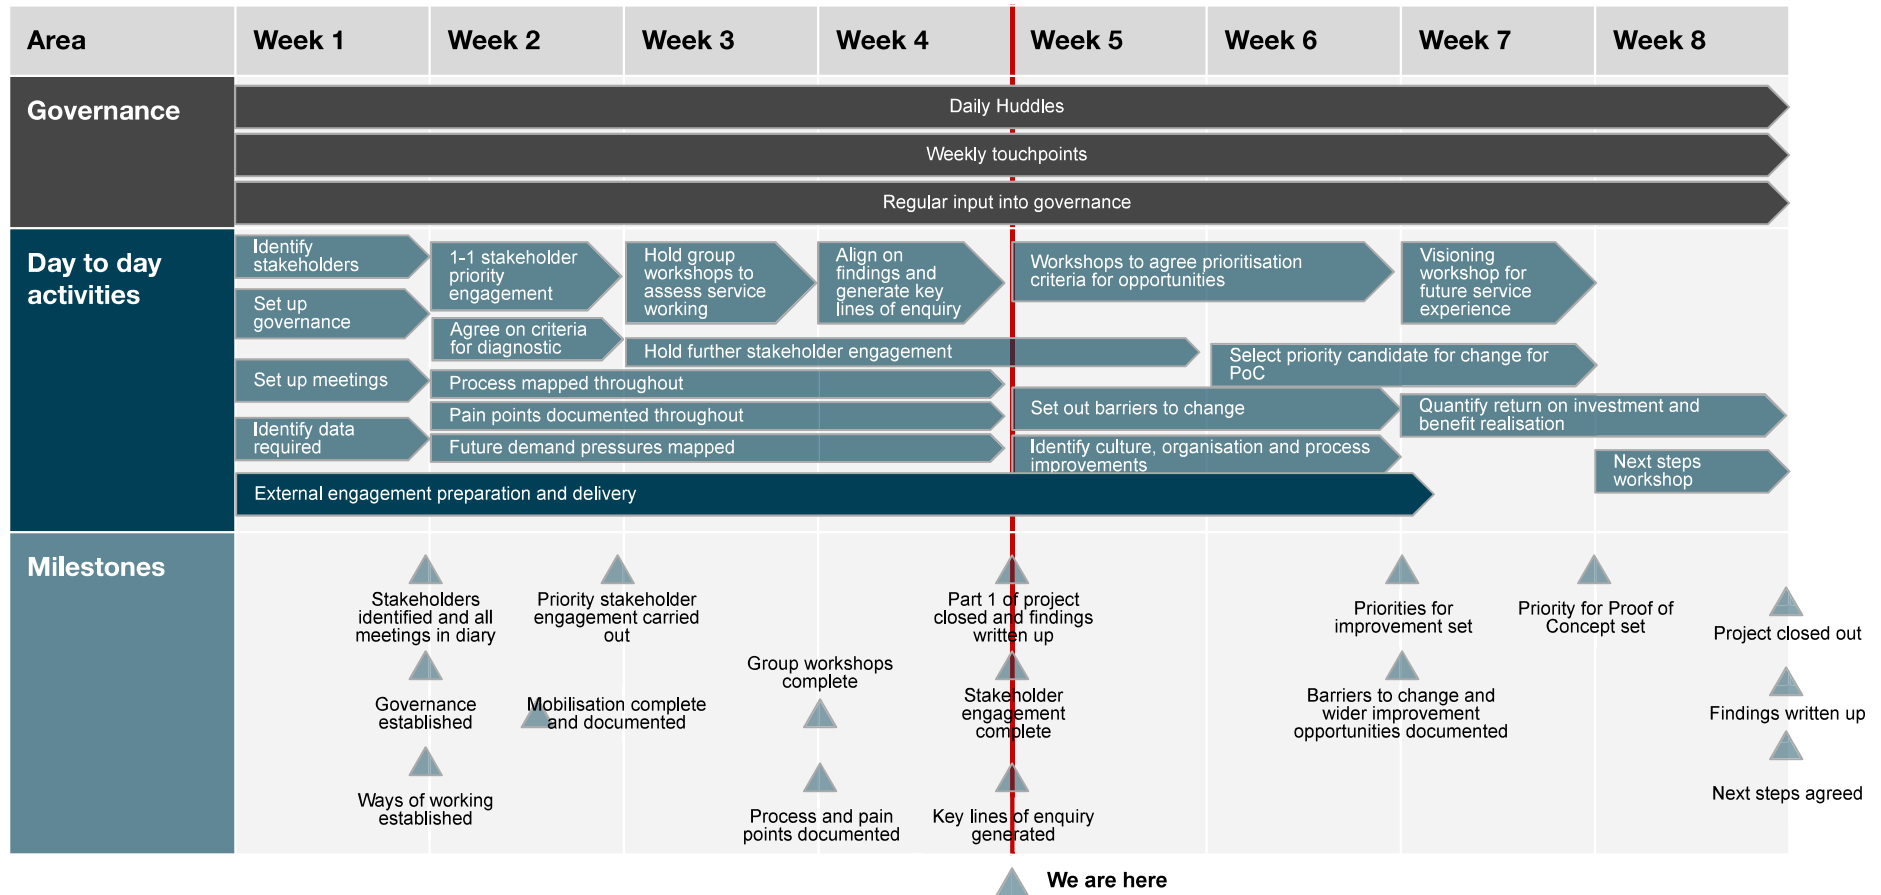 Area
Week 1
Week 2
Week 3
Week 4
Week 5
Week 6
Week 7
Week 8
Governance
Daily Huddles
Weekly touchpoints
Regular input into governance
Day to day
activities
Identify
stakeholders
Set up
governance
Set up meetings
Identify data
required
1-1 stakeholder
priority
engagement
Agree on criteria
for diagnostic
Hold group
workshops to
assess service
working
Align on
findings and
generate key
lines of enquiry
Workshops to agree prioritisation
criteria for opportunities
Visioning
workshop for
future service
experience
Hold further stakeholder engagement
Select priority candidate for change for
PoC
Process mapped throughout
Pain points documented throughout
Future demand pressures mapped
Set out barriers to change
Quantify return on investment and
benefit realisation
Identify culture, organisation and process
improvements
Next steps
workshop
External engagement preparation and delivery
Milestones
Stakeholders
identified and all
meetings in diary
Governance
established
Ways of working
established
Priority stakeholder
engagement carried
out
Mobilisation complete
and documented
Group workshops
complete
Process and pain
points documented
Part 1 of project
closed and findings
written up
Stakeholder
engagement
complete
Key lines of enquiry
generated
Priorities for
improvement set
Barriers to change and
wider improvement
opportunities documented
Priority for Proof of
Concept set
Project closed out
Findings written up
Next steps agreed
We are here